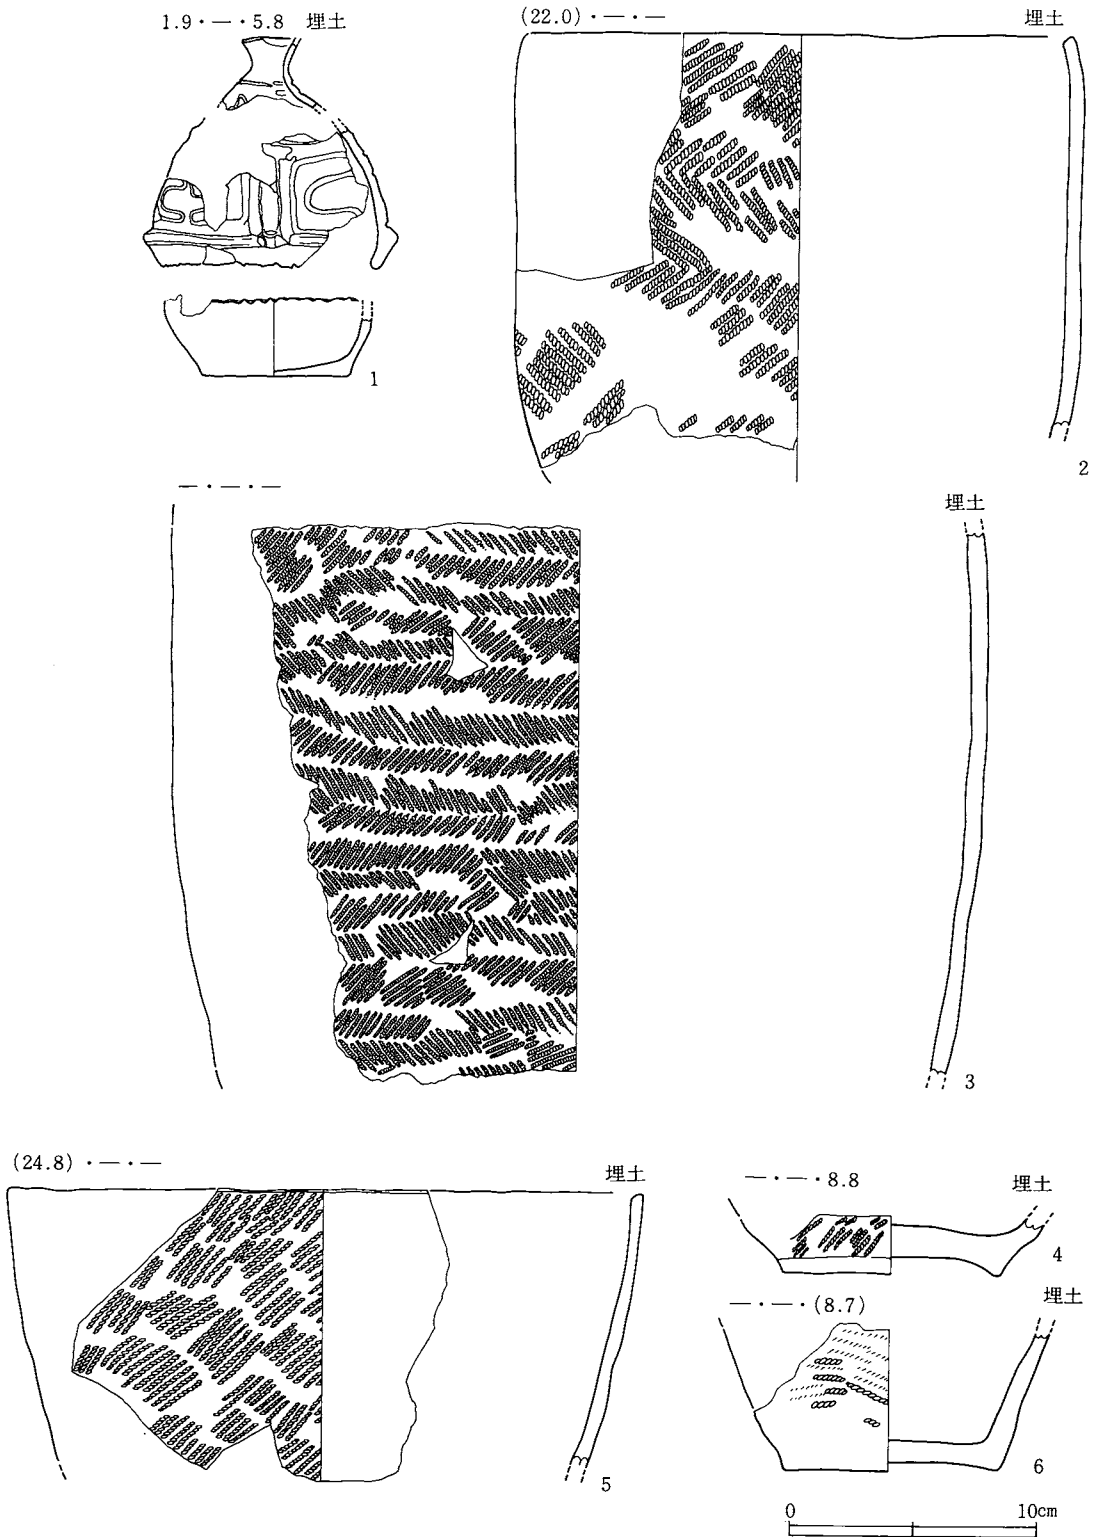 1.9・—・5.8 埋土
1
(22.0)・—・— 埋土
2
—・—・— 埋土
3
(24.8)・—・— 埋土
5
—・—・8.8 埋土
4
—・—・(8.7) 埋土
6
0 10cm